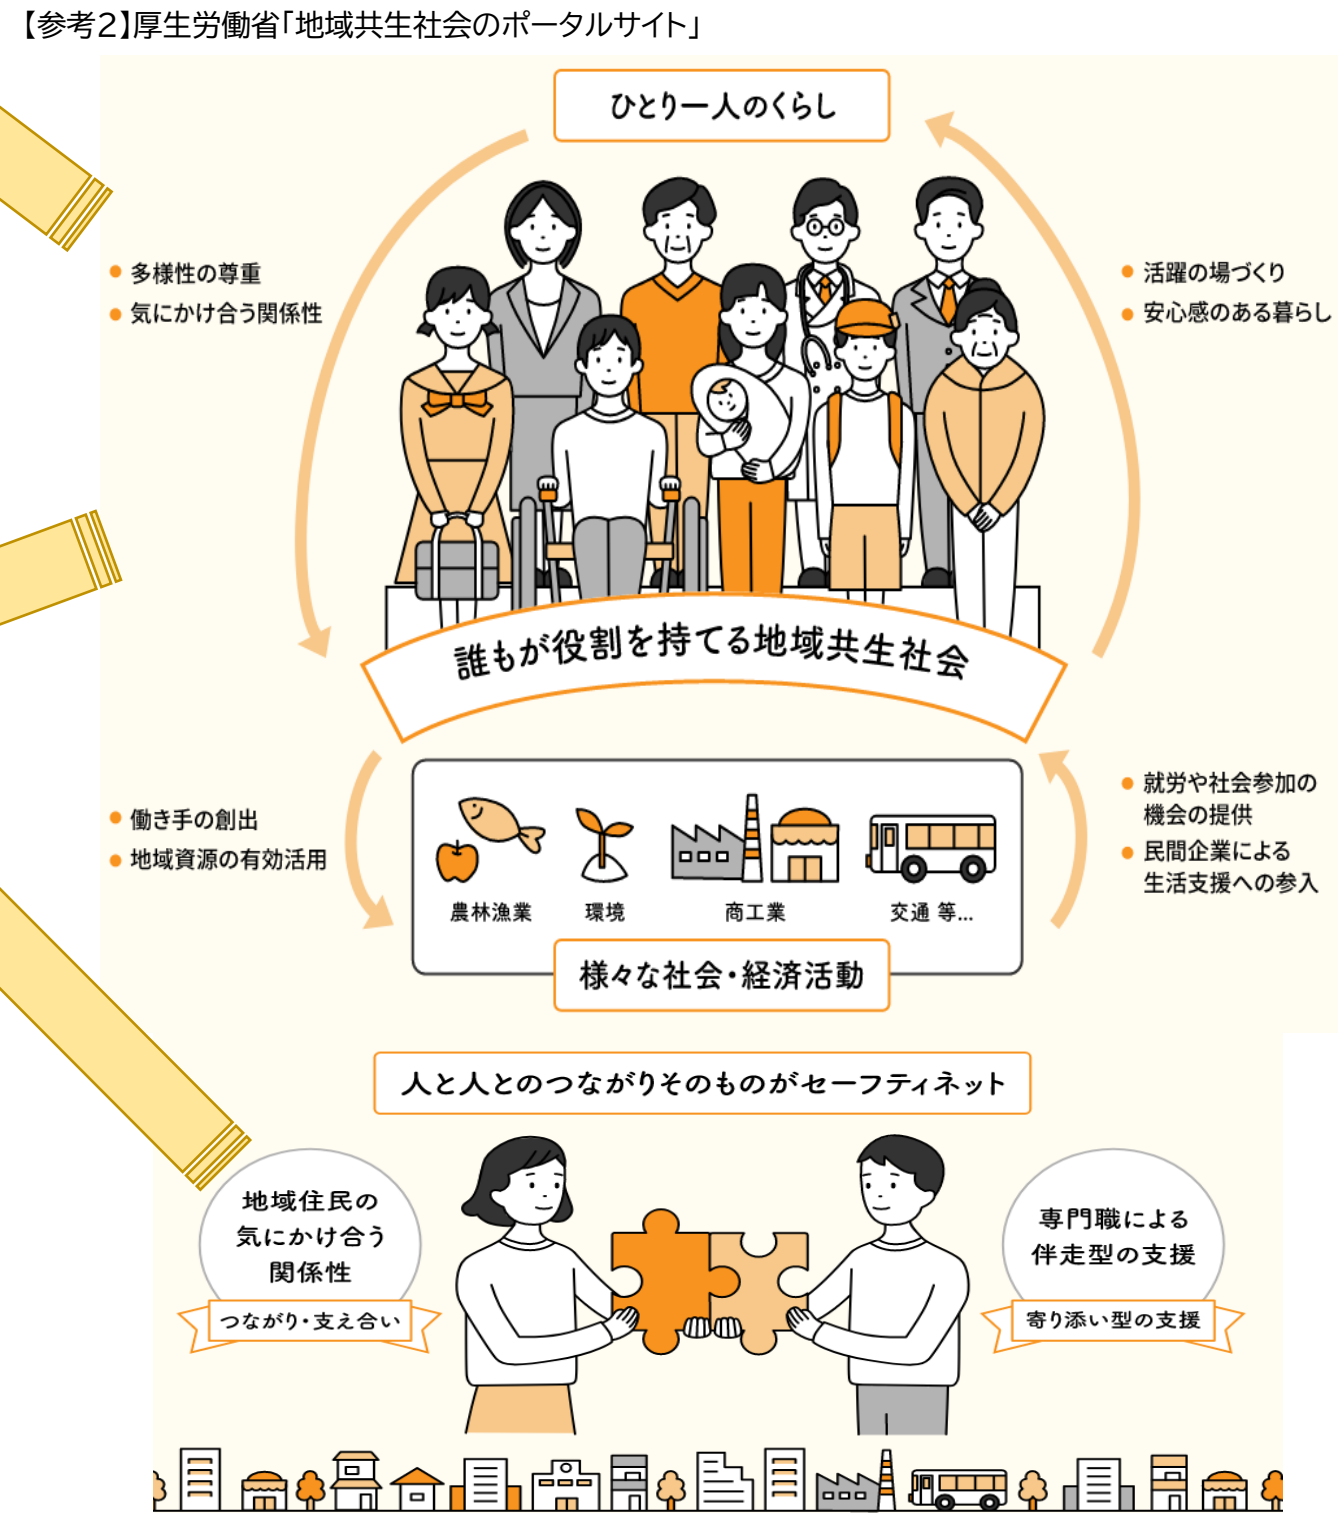 【参考2】厚生労働省「地域共生社会のポータルサイト」
ひとり一人のくらし
多様性の尊重
気にかけ合う関係性
活躍の場づくり
安心感のある暮らし
誰もが役割を持てる地域共生社会
働き手の創出
地域資源の有効活用
就労や社会参加の
機会の提供
民間企業による
生活支援への参入
農林漁業 環境 商工業 交通 等...
様々な社会・経済活動
人と人とのつながりそのものがセーフティネット
地域住民の
気にかけ合う
関係性
つながり・支え合い
専門職による
伴走型の支援
寄り添い型の支援